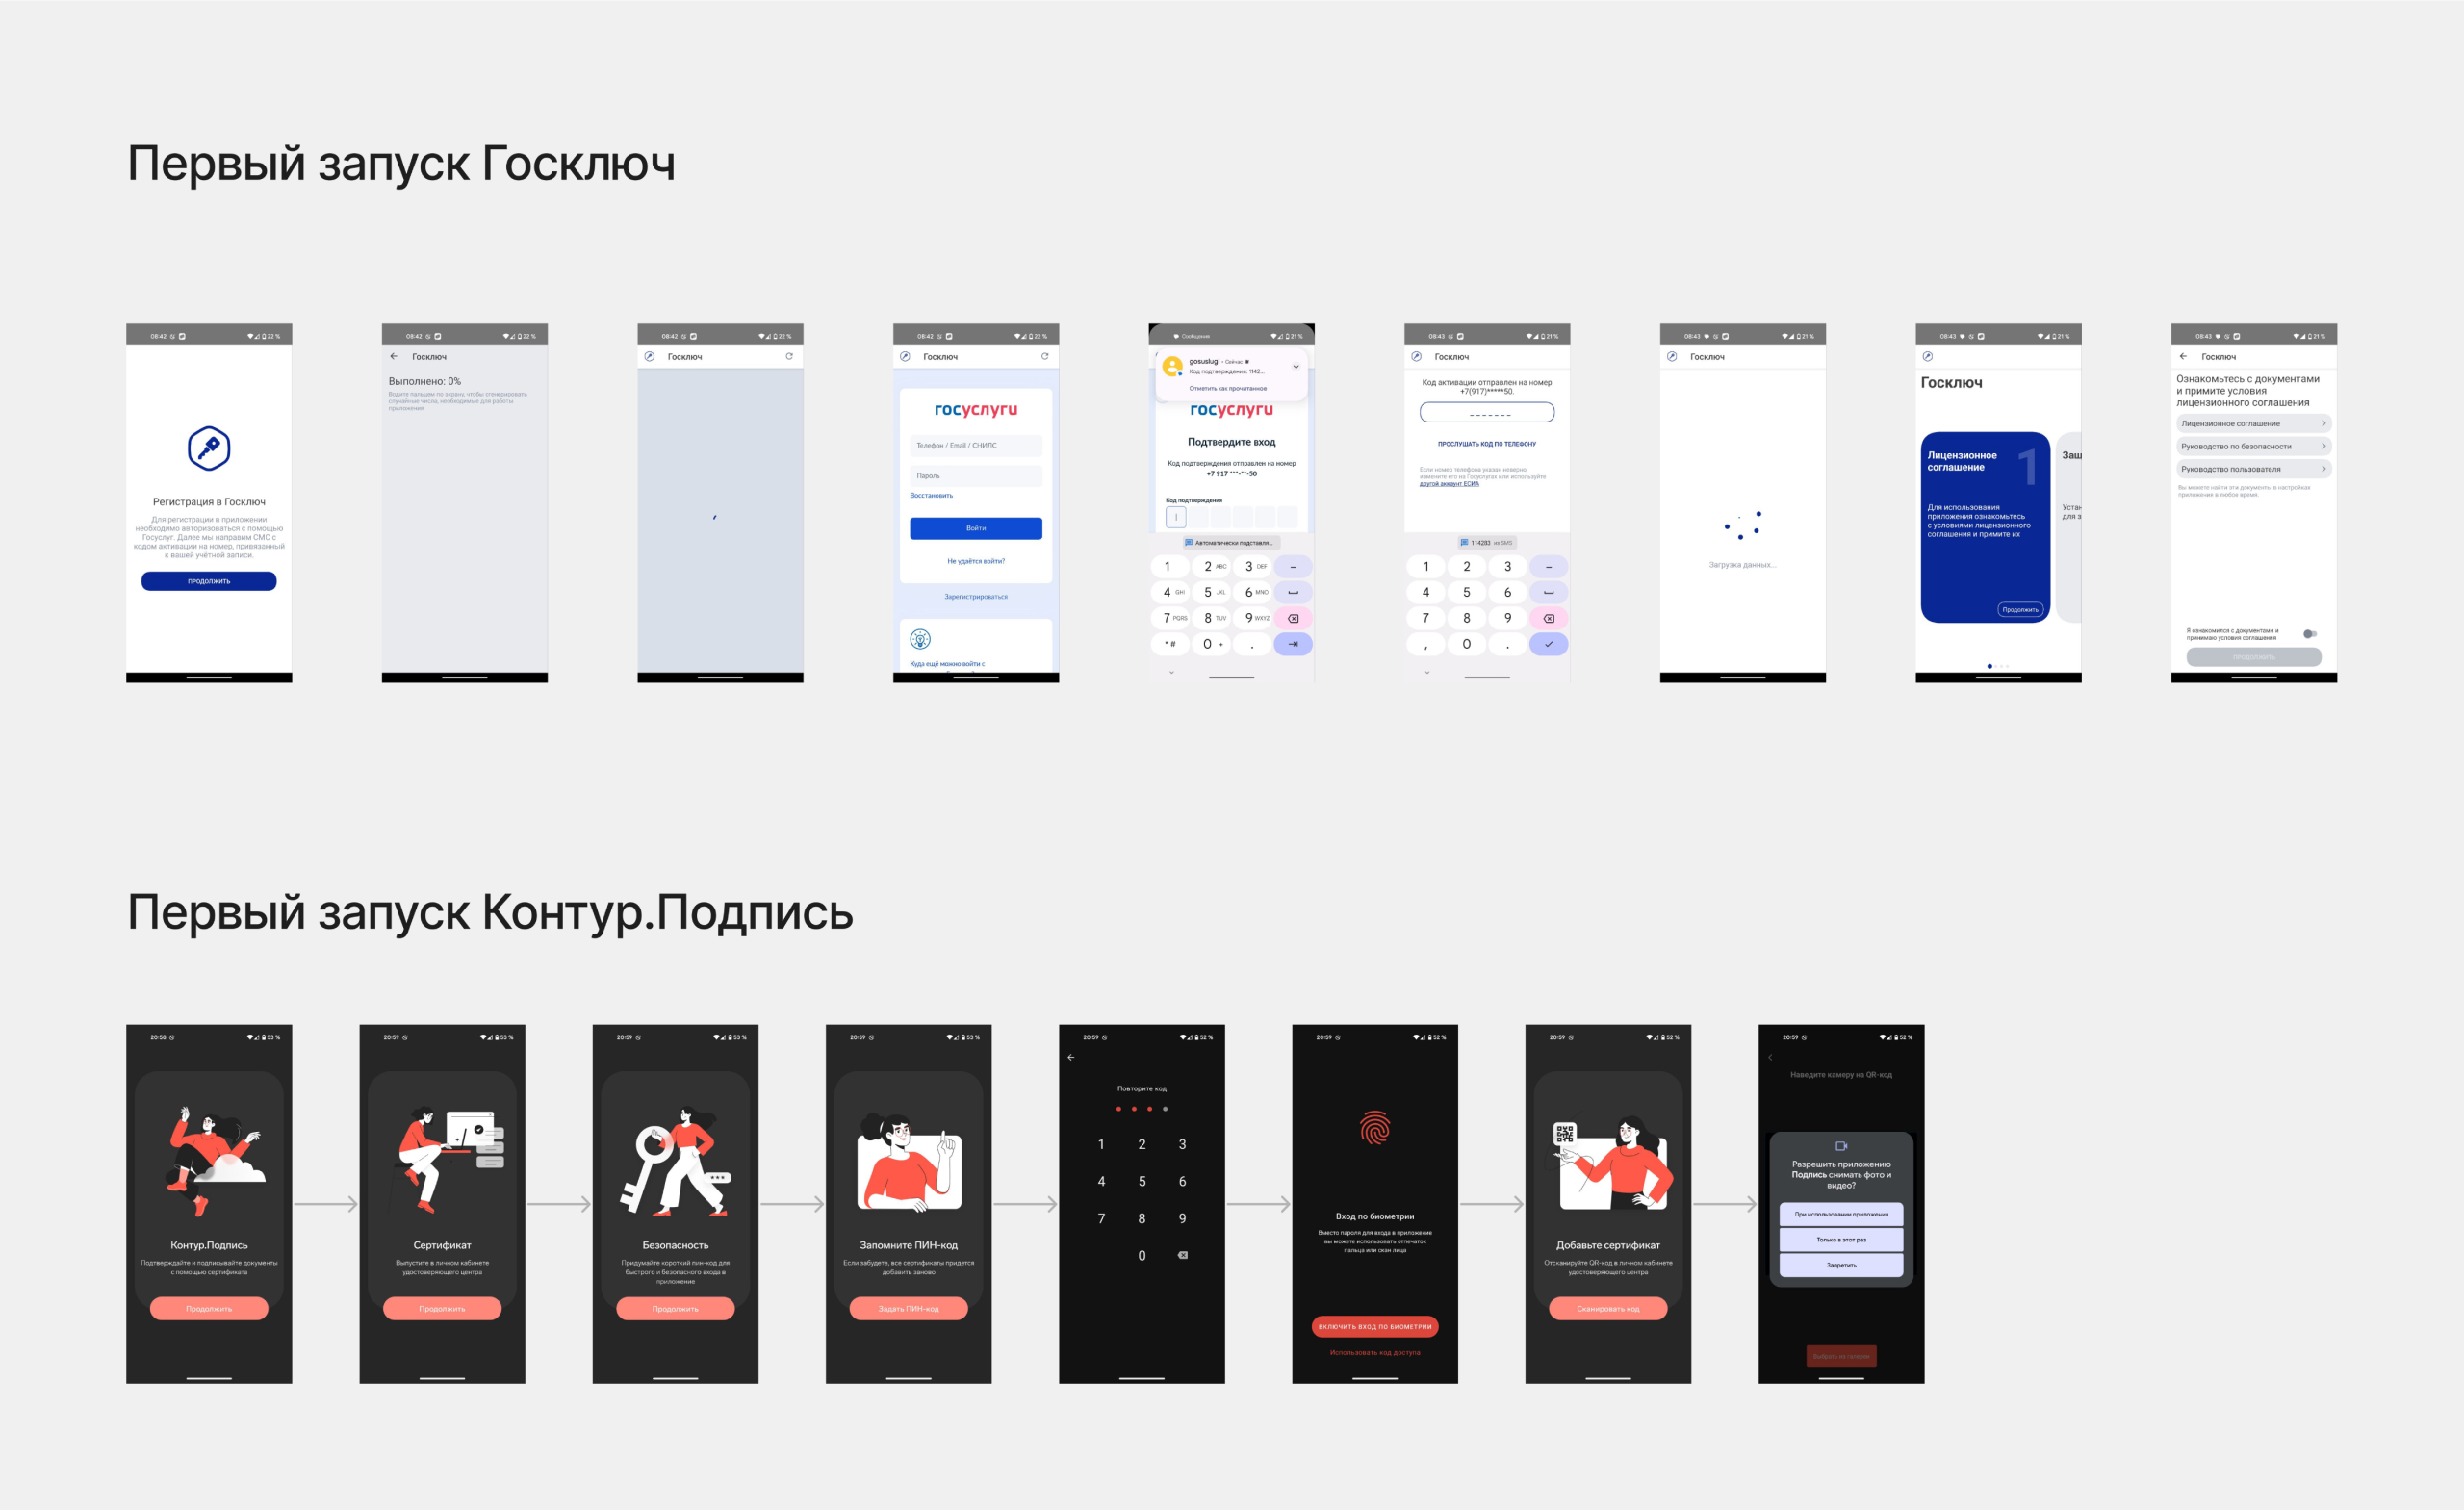 Первый запуск Госключ
08:42
22 %
Регистрация в Госключ
Для регистрации в приложении
необходимо авторизоваться с помощью
Госуслуг. Далее мы направим СМС с
кодом активации на номер, привязанный
к вашей учётной записи.
ПРОДОЛЖИТЬ
08:42
22 %
Госключ
Выполнено: 0%
Водите пальцем по экрану, чтобы сгенерировать
случайные числа, необходимые для работы
приложения
08:42
22 %
Госключ
08:42
22 %
Госключ
госуслуги
Телефон / Email / СНИЛС
Пароль
Восстановить
Войти
Не удаётся войти?
Зарегистрироваться
Куда ещё можно войти с
Сообщения
21 %
gosuslugi • Сейчас
Код подтверждения: 1142...
Отметить как прочитанное
госуслуги
Подтвердите вход
Код подтверждения отправлен на номер
+7 917 ***-**-50
Код подтверждения
Автоматически подставля...
1 2 ABC 3 DEF –
4 GHI 5 JKL 6 MNO
7 PQRS 8 TUV 9 WXYZ
* # 0 + .
08:43
21 %
Госключ
Код активации отправлен на номер
+7(917)*****50.
_ _ _ _ _ _
ПРОСЛУШАТЬ КОД ПО ТЕЛЕФОНУ
Если номер телефона указан неверно,
измените его на Госуслугах или используйте
другой аккаунт ЕСИА
114283 из SMS
1 2 3 –
4 5 6
7 8 9
, 0 .
08:43
21 %
Госключ
Загрузка данных...
08:43
21 %
Госключ
Лицензионное
соглашение
1
Для использования
приложения ознакомьтесь
с условиями лицензионного
соглашения и примите их
Продолжить
Защ
Устан
для з
08:43
21 %
Госключ
Ознакомьтесь с документами
и примите условия
лицензионного соглашения
Лицензионное соглашение
Руководство по безопасности
Руководство пользователя
Вы можете найти эти документы в настройках
приложения в любое время.
Я ознакомился с документами и
принимаю условия соглашения
ПРОДОЛЖИТЬ
Первый запуск Контур.Подпись
20:58
53 %
Контур.Подпись
Подтверждайте и подписывайте документы
с помощью сертификата
Продолжить
20:59
53 %
Сертификат
Выпустите в личном кабинете
удостоверяющего центра
Продолжить
20:59
53 %
***
Безопасность
Придумайте короткий пин-код для
быстрого и безопасного входа в
приложение
Продолжить
20:59
53 %
Запомните ПИН-код
Если забудете, все сертификаты придется
добавить заново
Задать ПИН-код
20:59
52 %
Повторите код
1 2 3
4 5 6
7 8 9
0
20:59
52 %
Вход по биометрии
Вместо пароля для входа в приложение
вы можете использовать отпечаток
пальца или скан лица
ВКЛЮЧИТЬ ВХОД ПО БИОМЕТРИИ
Использовать код доступа
20:59
52 %
Добавьте сертификат
Отсканируйте QR-код в личном кабинете
удостоверяющего центра
Сканировать код
20:59
52 %
Наведите камеру на QR-код
Разрешить приложению
Подпись снимать фото и
видео?
При использовании приложения
Только в этот раз
Запретить
Выбрать из галереи